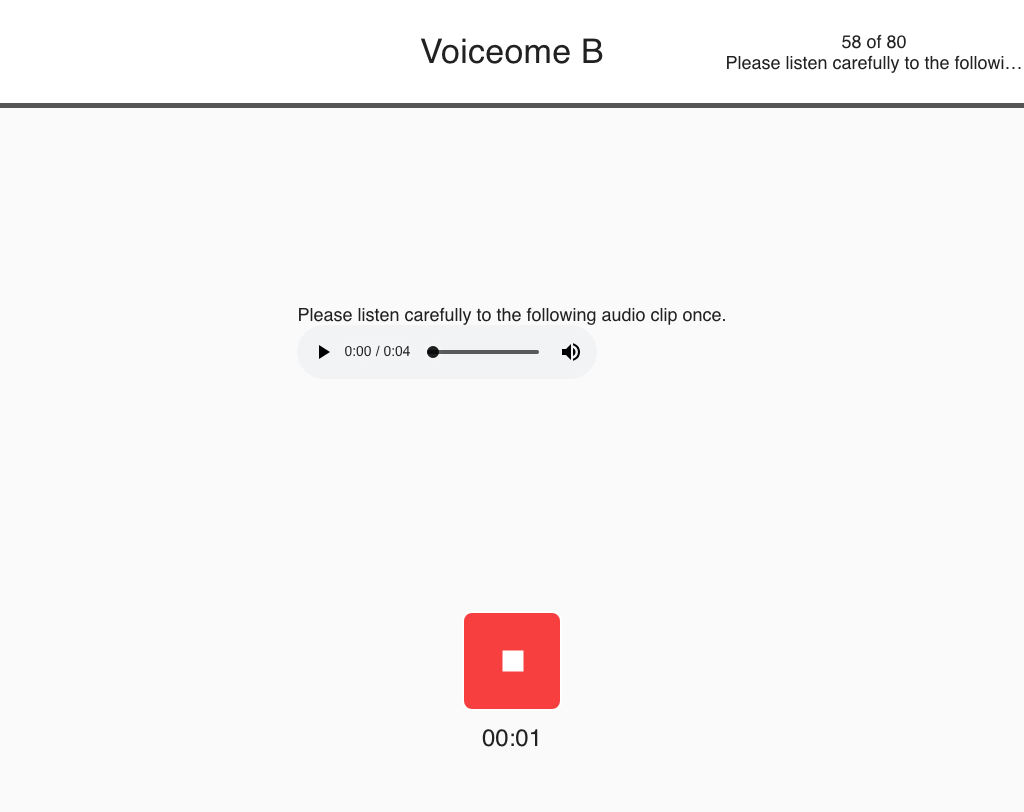 Voiceome B
58 of 80
Please listen carefully to the followi…
Please listen carefully to the following audio clip once.
0:00 / 0:04
00:01